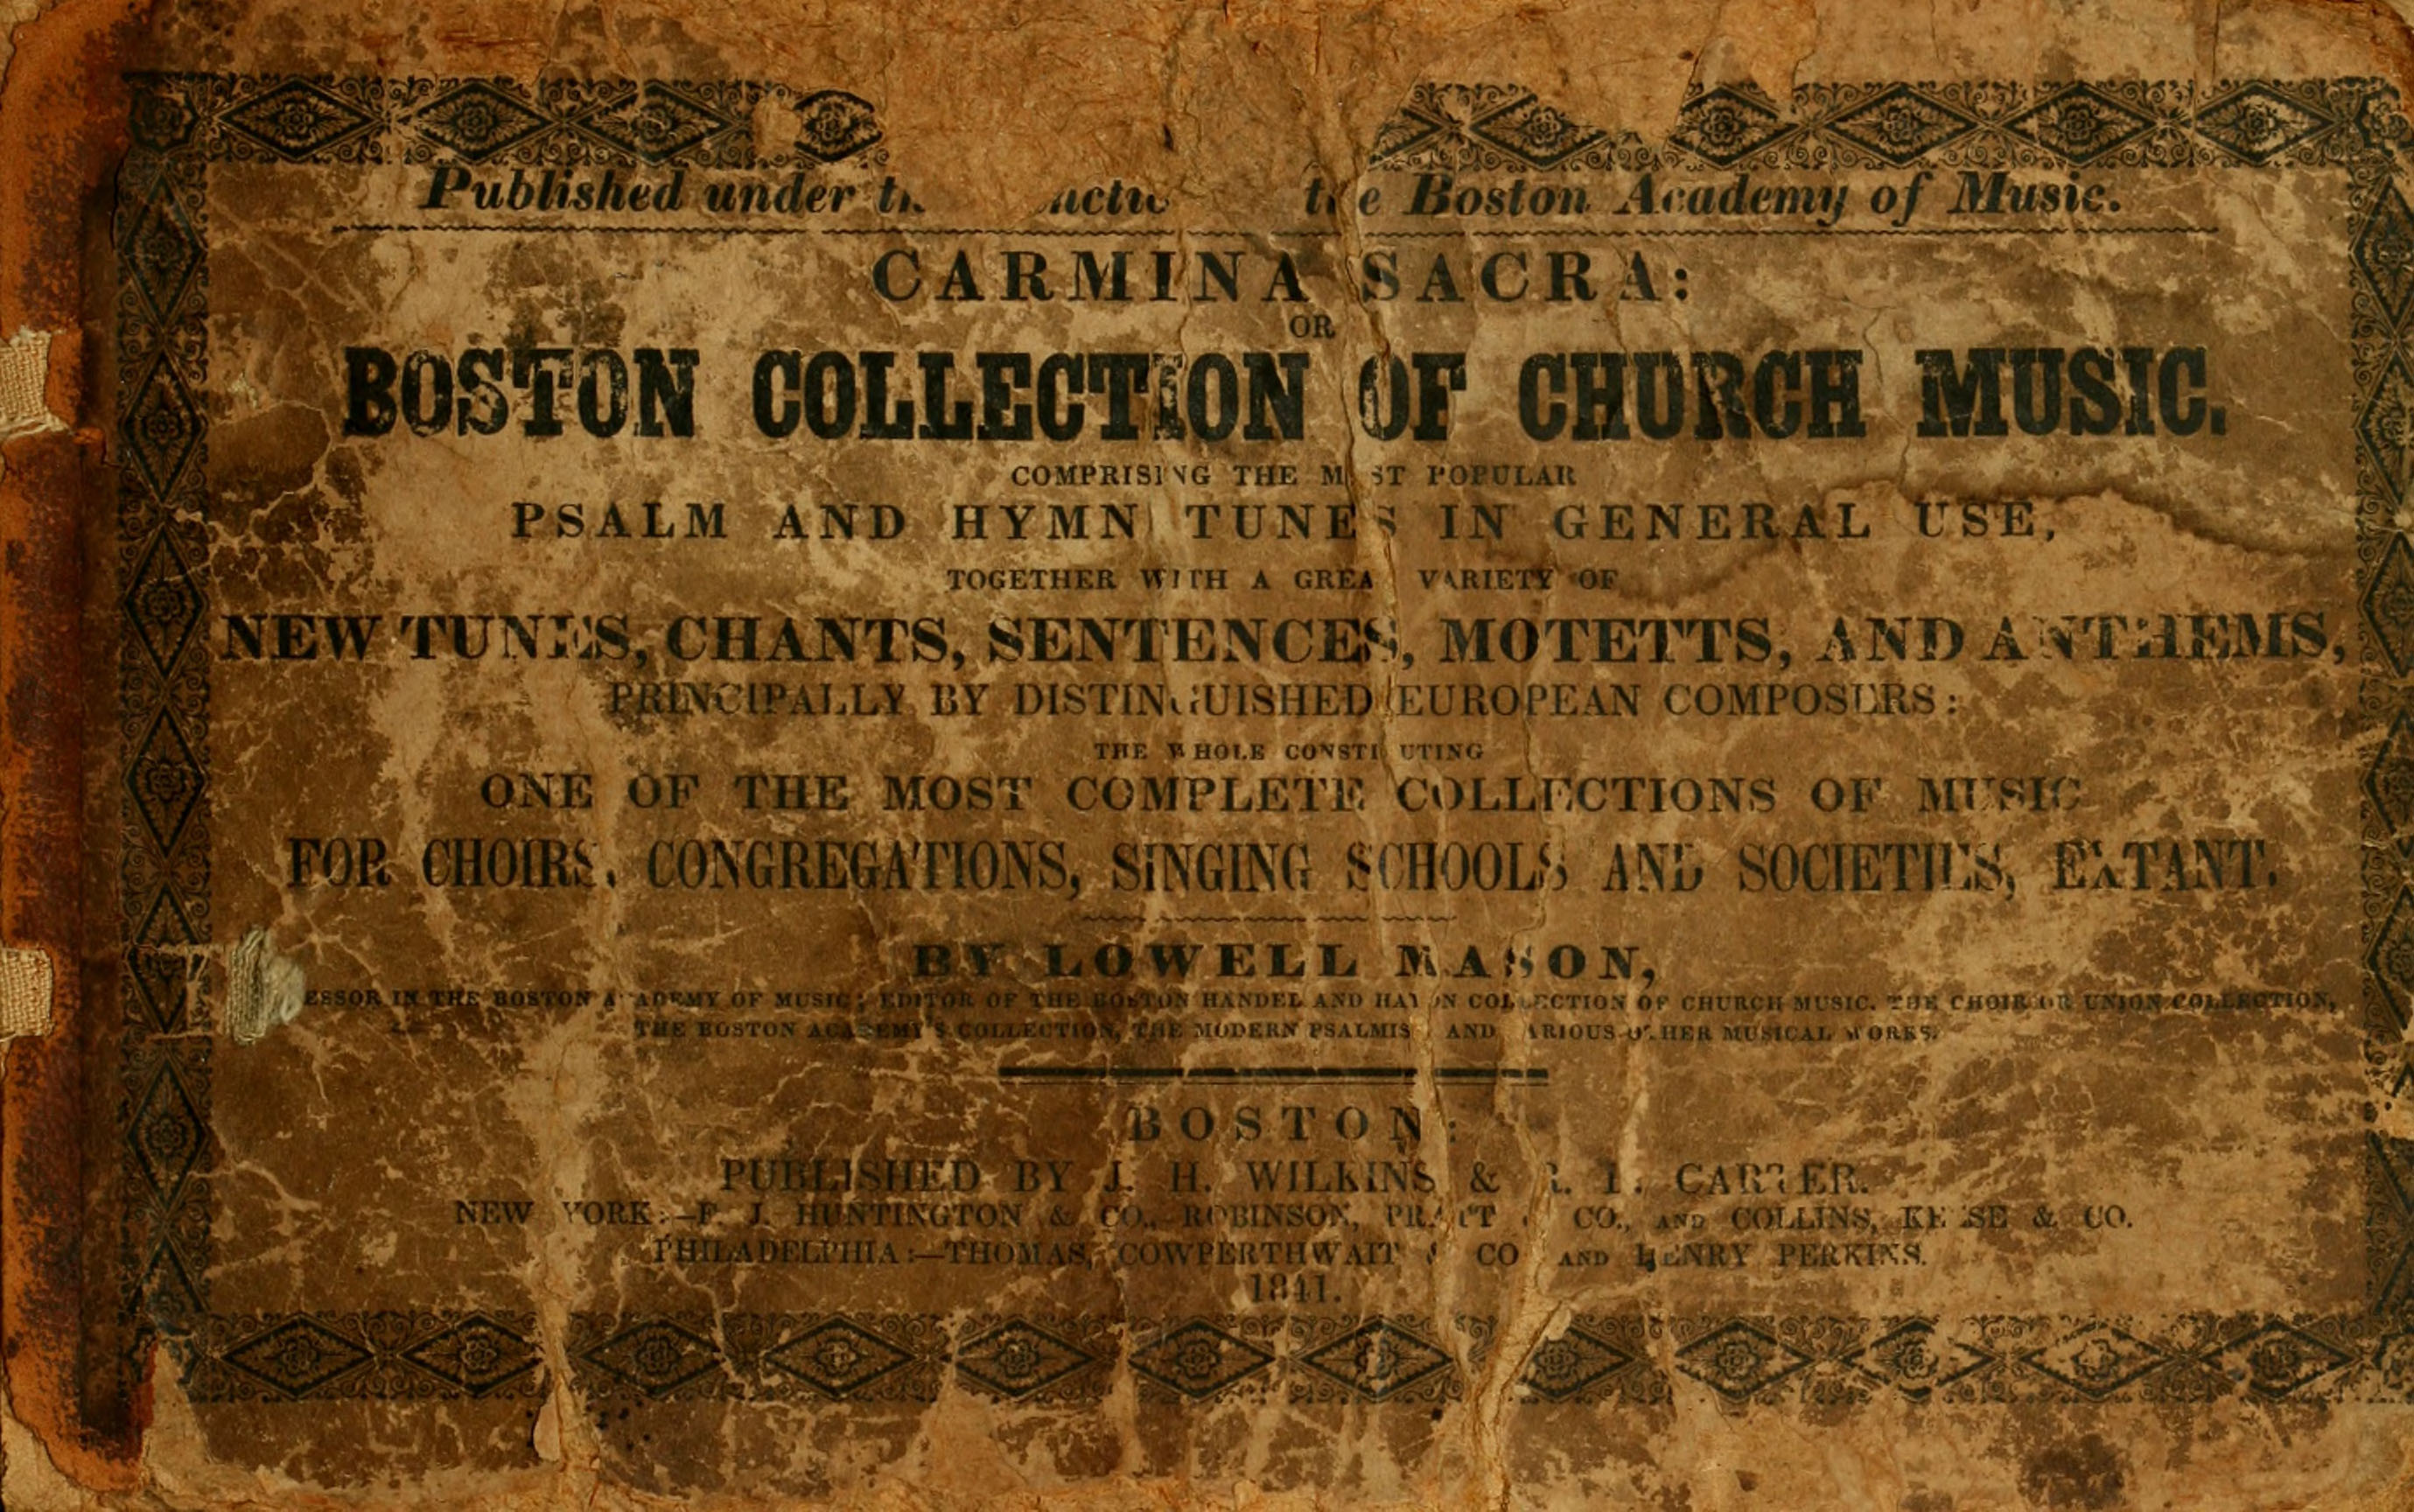 Published under the Boston Academy of Music.
CARMINA SACRA:
OR
BOSTON COLLECTION OF CHURCH MUSIC.
COMPRISING THE MOST POPULAR
PSALM AND HYMN TUNES IN GENERAL USE,
TOGETHER WITH A GREAT VARIETY OF
NEW TUNES, CHANTS, SENTENCES, MOTETTS, AND ANTHEMS,
PRINCIPALLY BY DISTINGUISHED EUROPEAN COMPOSERS:
THE WHOLE CONSTITUTING
ONE OF THE MOST COMPLETE COLLECTIONS OF MUSIC
FOR CHOIRS, CONGREGATIONS, SINGING SCHOOLS AND SOCIETIES, EXTANT.
BY LOWELL MASON,
ESSOR IN THE BOSTON ACADEMY OF MUSIC; EDITOR OF THE BOSTON HANDEL AND HAYDN COLLECTION OF CHURCH MUSIC. THE CHOIR OR UNION COLLECTION,
THE BOSTON ACADEMY'S COLLECTION, THE MODERN PSALMIST, AND VARIOUS OTHER MUSICAL WORKS.
BOSTON:
PUBLISHED BY J. H. WILKINS & R. B. CARTER.
NEW YORK:—F. J. HUNTINGTON & CO., ROBINSON, PRATT & CO., AND COLLINS, KEESE & CO.
PHILADELPHIA:—THOMAS, COWPERTHWAIT & CO. AND HENRY PERKINS.
1841.